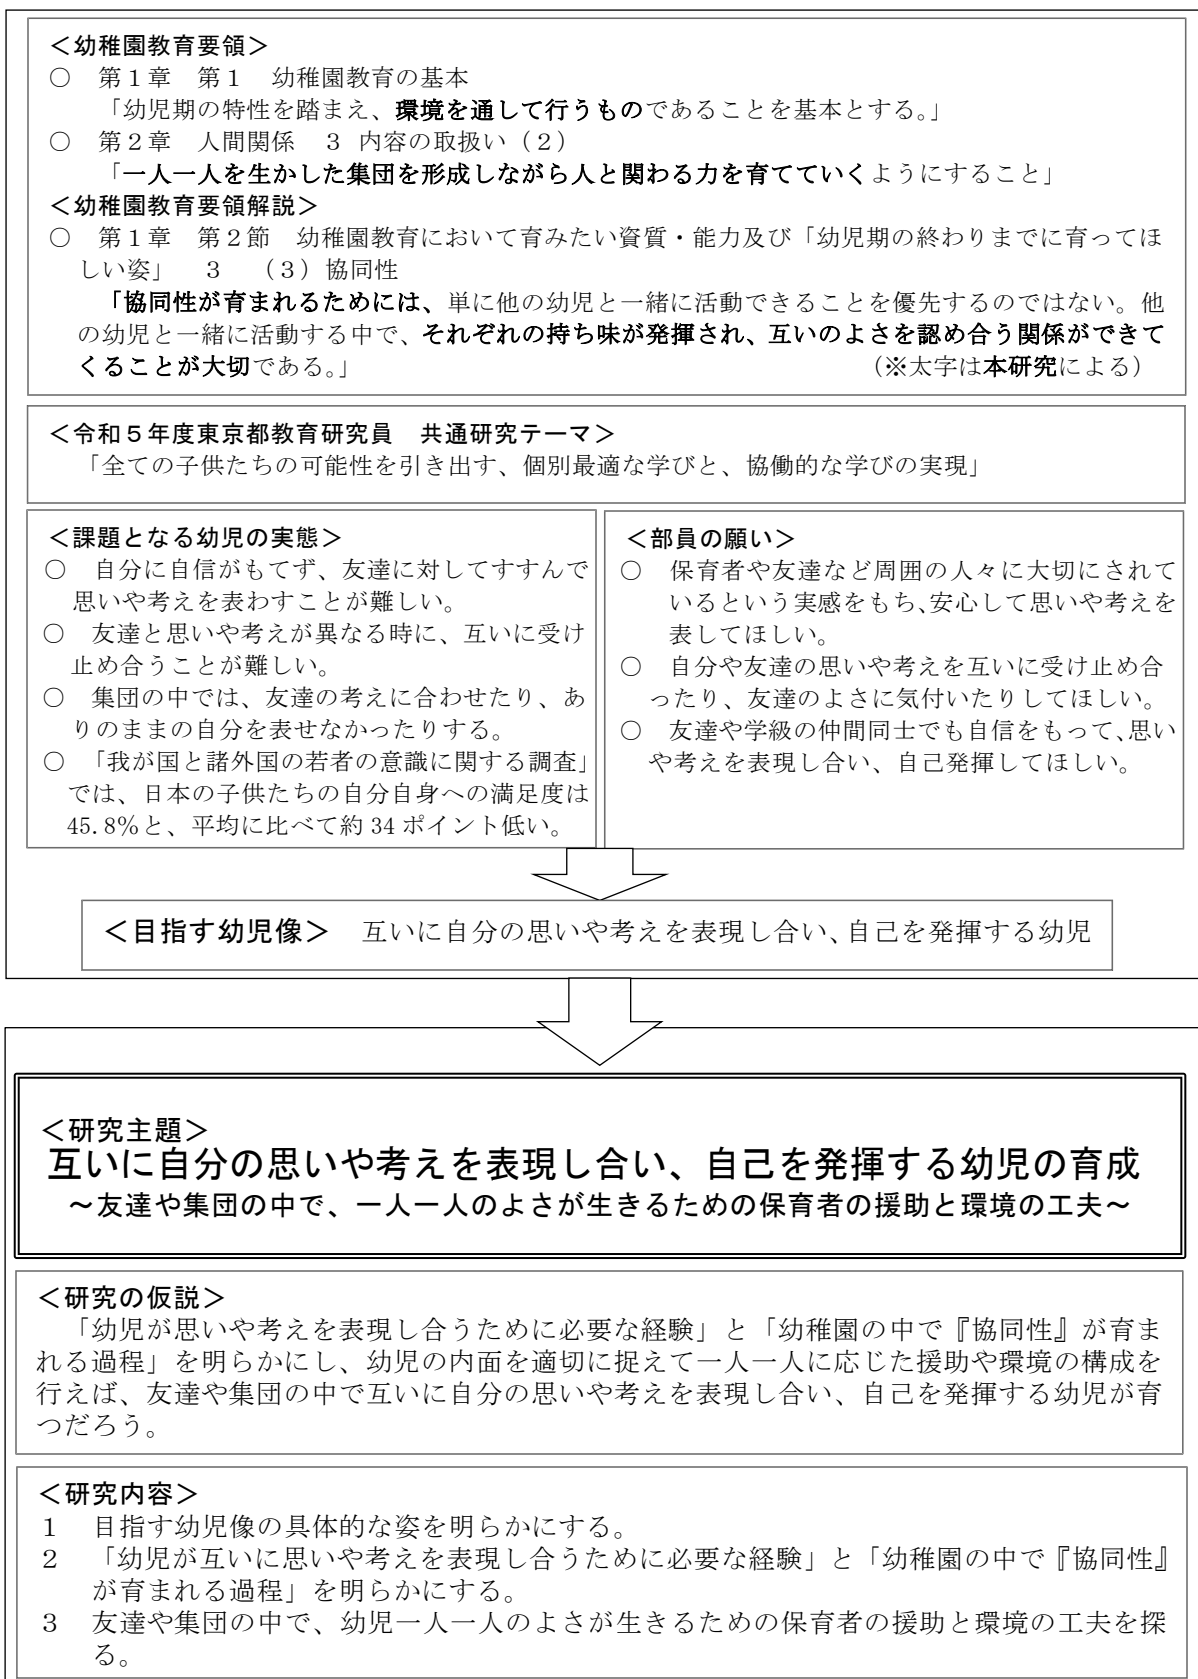 ＜幼稚園教育要領＞
○　第１章　第１　幼稚園教育の基本
「幼児期の特性を踏まえ、環境を通して行うものであることを基本とする。」
○　第２章　人間関係　３ 内容の取扱い（２）
「一人一人を生かした集団を形成しながら人と関わる力を育てていくようにすること」
＜幼稚園教育要領解説＞
○　第１章　第２節　幼稚園教育において育みたい資質・能力及び「幼児期の終わりまでに育ってほ
しい姿」　３　（３）協同性
「協同性が育まれるためには、単に他の幼児と一緒に活動できることを優先するのではない。他
の幼児と一緒に活動する中で、それぞれの持ち味が発揮され、互いのよさを認め合う関係ができて
くることが大切である。」　（※太字は本研究による）
＜令和５年度東京都教育研究員　共通研究テーマ＞
「全ての子供たちの可能性を引き出す、個別最適な学びと、協働的な学びの実現」
＜課題となる幼児の実態＞
○　自分に自信がもてず、友達に対してすすんで
思いや考えを表わすことが難しい。
○　友達と思いや考えが異なる時に、互いに受け
止め合うことが難しい。
○　集団の中では、友達の考えに合わせたり、あ
りのままの自分を表せなかったりする。
○　「我が国と諸外国の若者の意識に関する調査」
では、日本の子供たちの自分自身への満足度は
45.8％と、平均に比べて約 34 ポイント低い。
＜部員の願い＞
○　保育者や友達など周囲の人々に大切にされて
いるという実感をもち、安心して思いや考えを
表してほしい。
○　自分や友達の思いや考えを互いに受け止め合
ったり、友達のよさに気付いたりしてほしい。
○　友達や学級の仲間同士でも自信をもって、思い
や考えを表現し合い、自己発揮してほしい。
＜目指す幼児像＞　互いに自分の思いや考えを表現し合い、自己を発揮する幼児
＜研究主題＞
互いに自分の思いや考えを表現し合い、自己を発揮する幼児の育成
～友達や集団の中で、一人一人のよさが生きるための保育者の援助と環境の工夫～
＜研究の仮説＞
「幼児が思いや考えを表現し合うために必要な経験」と「幼稚園の中で『協同性』が育ま
れる過程」を明らかにし、幼児の内面を適切に捉えて一人一人に応じた援助や環境の構成を
行えば、友達や集団の中で互いに自分の思いや考えを表現し合い、自己を発揮する幼児が育
つだろう。
＜研究内容＞
１　目指す幼児像の具体的な姿を明らかにする。
２　「幼児が互いに思いや考えを表現し合うために必要な経験」と「幼稚園の中で『協同性』
が育まれる過程」を明らかにする。
３　友達や集団の中で、幼児一人一人のよさが生きるための保育者の援助と環境の工夫を探
る。